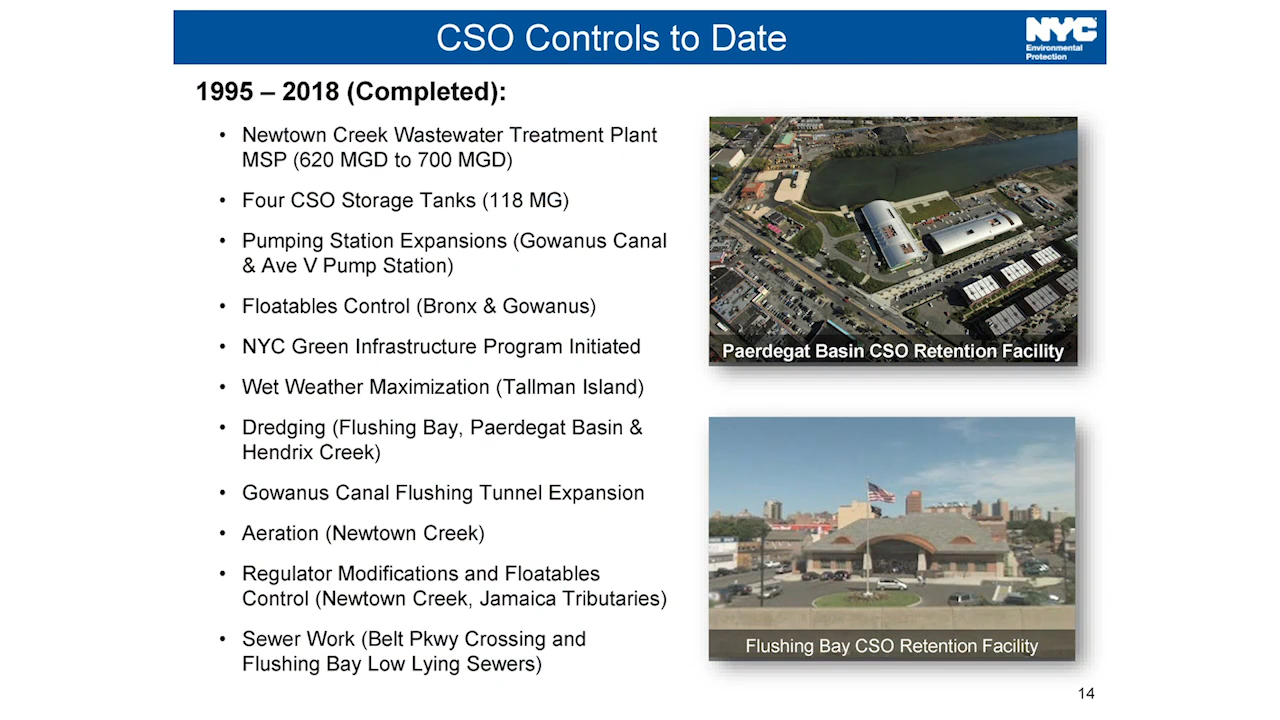 CSO Controls to Date
NYC
Environmental
Protection
1995 – 2018 (Completed):
• Newtown Creek Wastewater Treatment Plant
MSP (620 MGD to 700 MGD)
• Four CSO Storage Tanks (118 MG)
• Pumping Station Expansions (Gowanus Canal
& Ave V Pump Station)
• Floatables Control (Bronx & Gowanus)
• NYC Green Infrastructure Program Initiated
• Wet Weather Maximization (Tallman Island)
• Dredging (Flushing Bay, Paerdegat Basin &
Hendrix Creek)
• Gowanus Canal Flushing Tunnel Expansion
• Aeration (Newtown Creek)
• Regulator Modifications and Floatables
Control (Newtown Creek, Jamaica Tributaries)
• Sewer Work (Belt Pkwy Crossing and
Flushing Bay Low Lying Sewers)
Paerdegat Basin CSO Retention Facility
Flushing Bay CSO Retention Facility
14